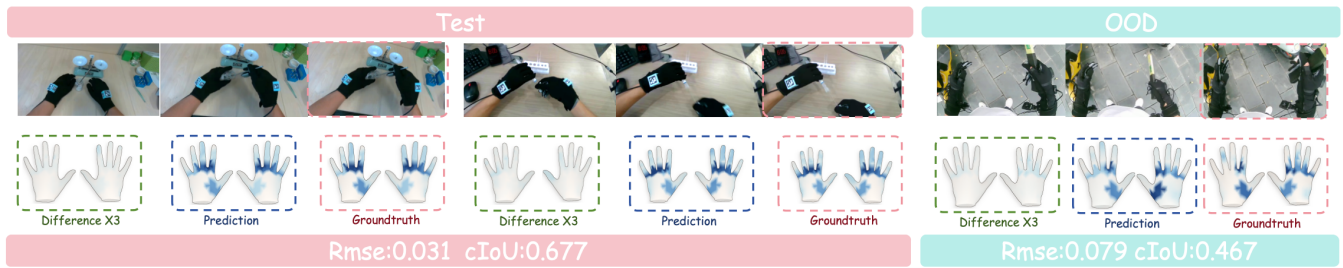 Test
OOD
Difference X3
Prediction
Groundtruth
Difference X3
Prediction
Groundtruth
Difference X3
Prediction
Groundtruth
Rmse:0.031 cIoU:0.677
Rmse:0.079 cIoU:0.467